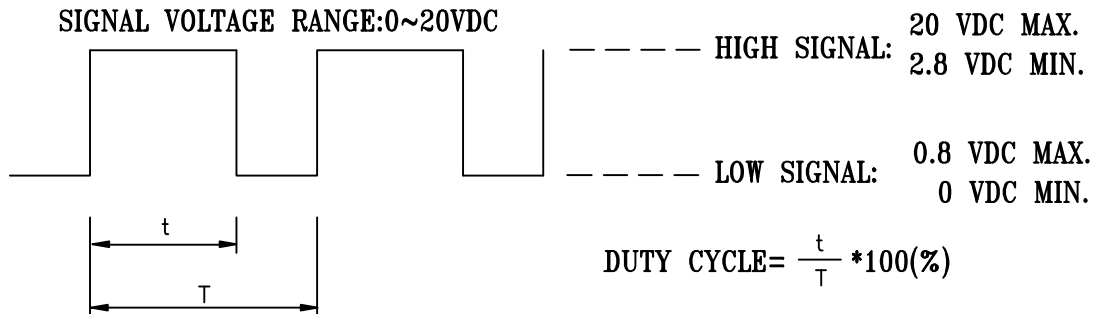 SIGNAL VOLTAGE RANGE:0~20VDC
HIGH SIGNAL: 20 VDC MAX.
2.8 VDC MIN.
LOW SIGNAL: 0.8 VDC MAX.
0 VDC MIN.
t
T
DUTY CYCLE= t/T *100(%)